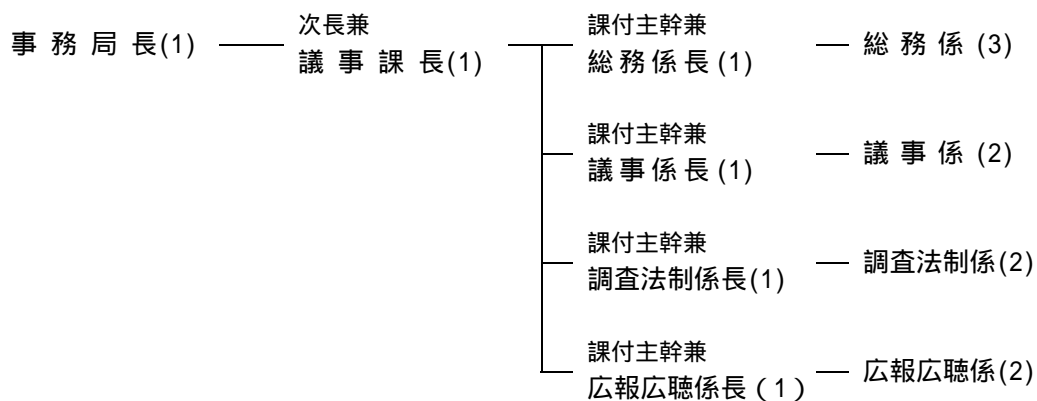 事務局長(1)
次長兼
議事課長(1)
課付主幹兼
総務係長(1)
総務係(3)
課付主幹兼
議事係長(1)
議事係(2)
課付主幹兼
調査法制係長(1)
調査法制係(2)
課付主幹兼
広報広聴係長(1)
広報広聴係(2)